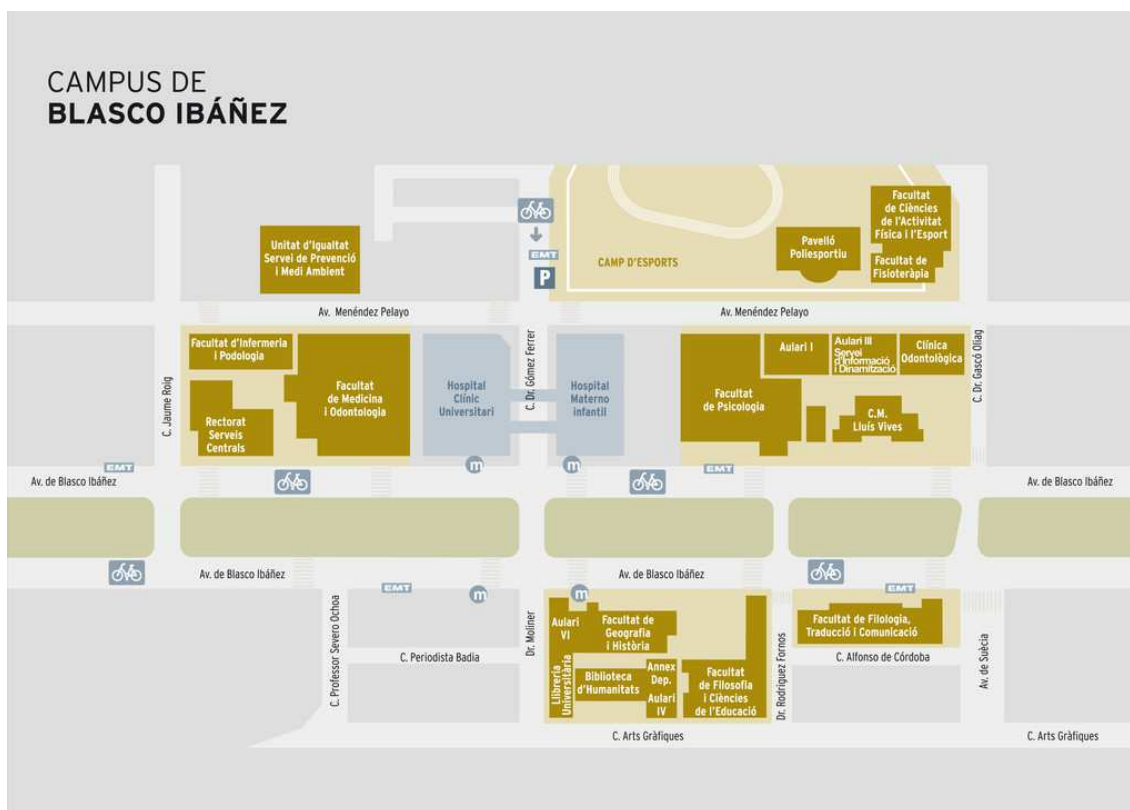 CAMPUS DE
BLASCO IBÁÑEZ
Unitat d'Igualtat
Servei de Prevenció
i Medi Ambient
EMT
P
CAMP D'ESPORTS
Pavelló
Poliesportiu
Facultat
de Ciències
de l'Activitat
Física i l'Esport
Facultat de
Fisioteràpia
Av. Menéndez Pelayo
Av. Menéndez Pelayo
C. Jaume Roig
Facultat d'Infermeria
i Podologia
Rectorat
Serveis
Centrals
Facultat
de Medicina
i Odontologia
Hospital
Clínic
Universitari
C. Dr. Gómez Ferrer
Hospital
Materno
infantil
Facultat
de Psicologia
Aulari I
Aulari III
Servei
d'Informació
i Dinamització
Clínica
Odontològica
C.M.
Lluís Vives
C. Dr. Gascó Oliag
EMT
m
m
EMT
Av. de Blasco Ibáñez
Av. de Blasco Ibáñez
Av. de Blasco Ibáñez
Av. de Blasco Ibáñez
EMT
m
m
EMT
C. Professor Severo Ochoa
C. Periodista Badia
Dr. Moliner
Aulari
VI
Llibreria
Universitària
Facultat de
Geografia
i Història
Biblioteca
d'Humanitats
Annex
Dep.
Aulari
IV
Facultat
de Filosofia
i Ciències
de l'Educació
Dr. Rodríguez Fornos
Facultat de Filologia,
Traducció i Comunicació
C. Alfonso de Córdoba
Av. de Suècia
C. Arts Gràfiques
C. Arts Gràfiques